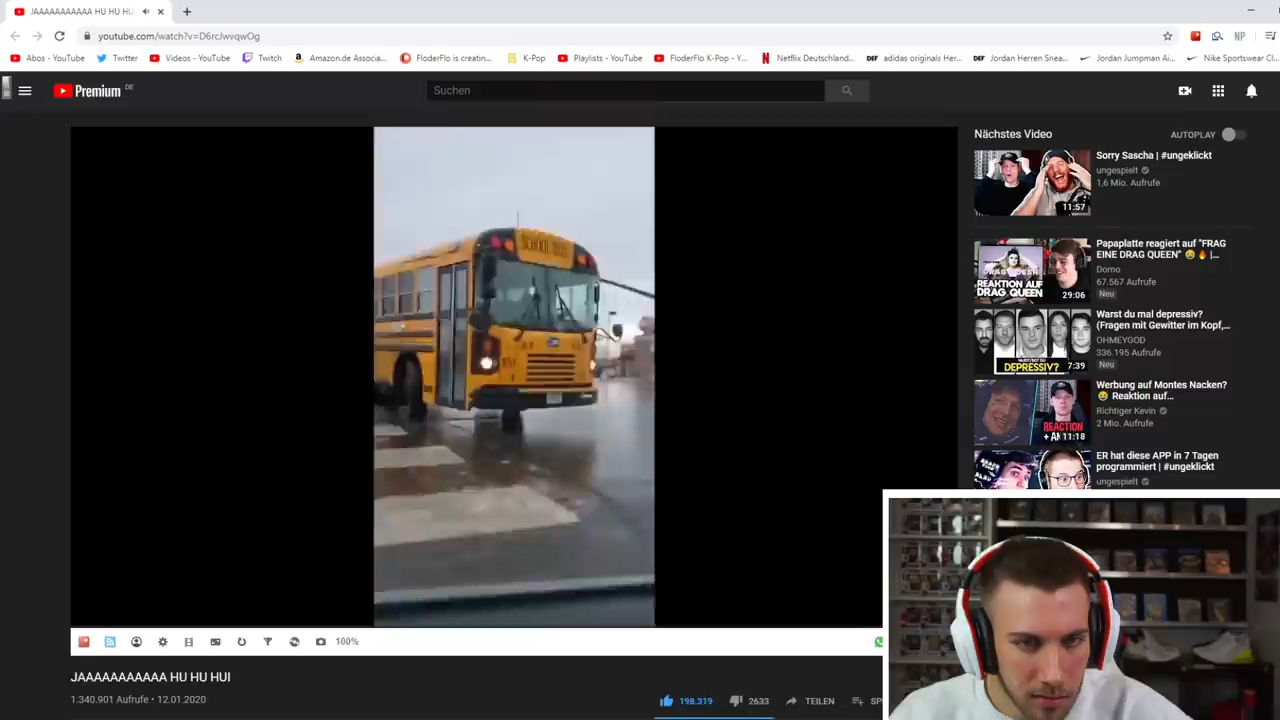 JAAAAAAAAAAA HU HU HUI
youtube.com/watch?v=D6rcJwvqwOg
Abos - YouTube
Twitter
Videos - YouTube
Twitch
Amazon.de Associa...
FloderFlo is creatin...
K-Pop
Playlists - YouTube
FloderFlo K-Pop - Y...
Netflix Deutschland...
adidas originals Her...
Jordan Herren Snea...
Jordan Jumpman Ai...
Nike Sportswear Cl...
NP
Premium DE
Suchen
SCHOOL BUS
Nächstes Video
AUTOPLAY
Sorry Sascha | #ungeklickt
ungespielt
1,6 Mio. Aufrufe
11:57
Papaplatte reagiert auf "FRAG
EINE DRAG QUEEN" 😂🔥 |...
Domo
67.567 Aufrufe
Neu
REAKTION AUF
DRAG QUEEN
29:06
Warst du mal depressiv?
(Fragen mit Gewitter im Kopf,...
OHMEYGOD
336.195 Aufrufe
Neu
DEPRESSIV?
7:39
Werbung auf Montes Nacken?
😂 Reaktion auf...
Richtiger Kevin
2 Mio. Aufrufe
REACTION
11:18
ER hat diese APP in 7 Tagen
programmiert | #ungeklickt
ungespielt
100%
JAAAAAAAAAAA HU HU HUI
1.340.901 Aufrufe • 12.01.2020
198.319
2633
TEILEN
SP